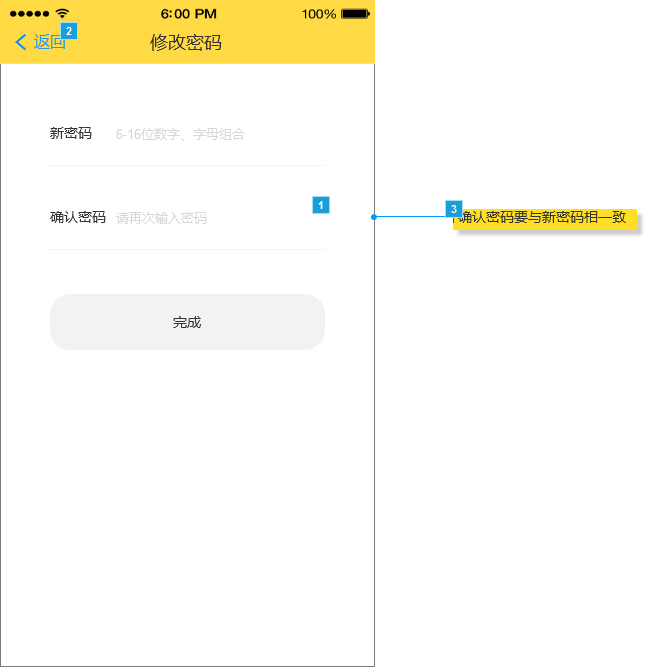 6:00 PM
100%
返回
2
修改密码
新密码
6-16位数字、字母组合
确认密码
请再次输入密码
1
3
确认密码要与新密码相一致
完成